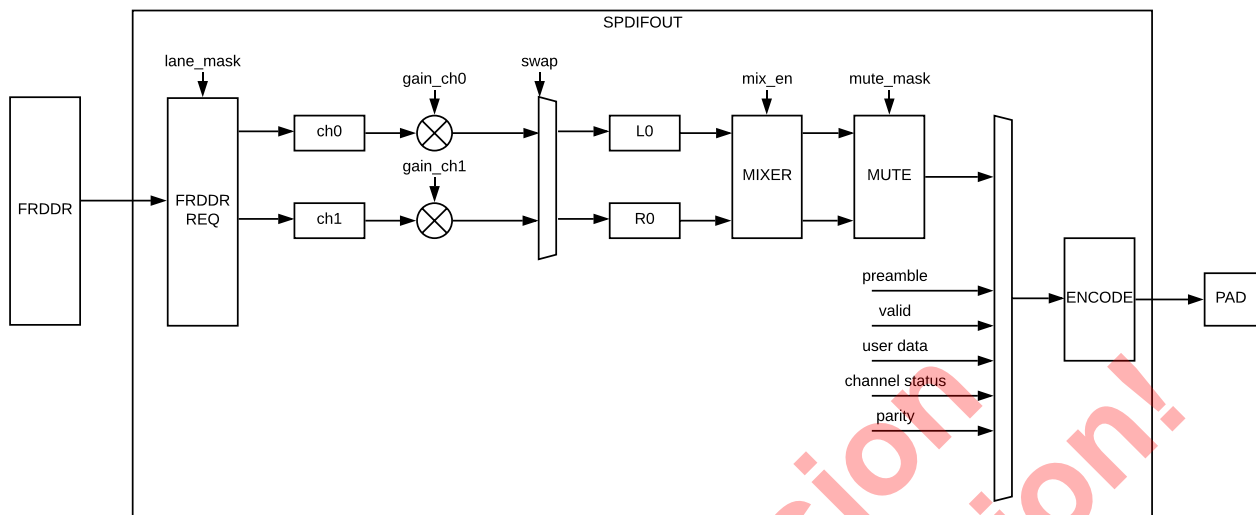 SPDIFOUT
lane_mask
gain_ch0
swap
mix_en
mute_mask
FRDDR
FRDDR
REQ
ch0
L0
gain_ch1
MIXER
MUTE
ch1
R0
preamble
valid
user data
channel status
parity
ENCODE
PAD